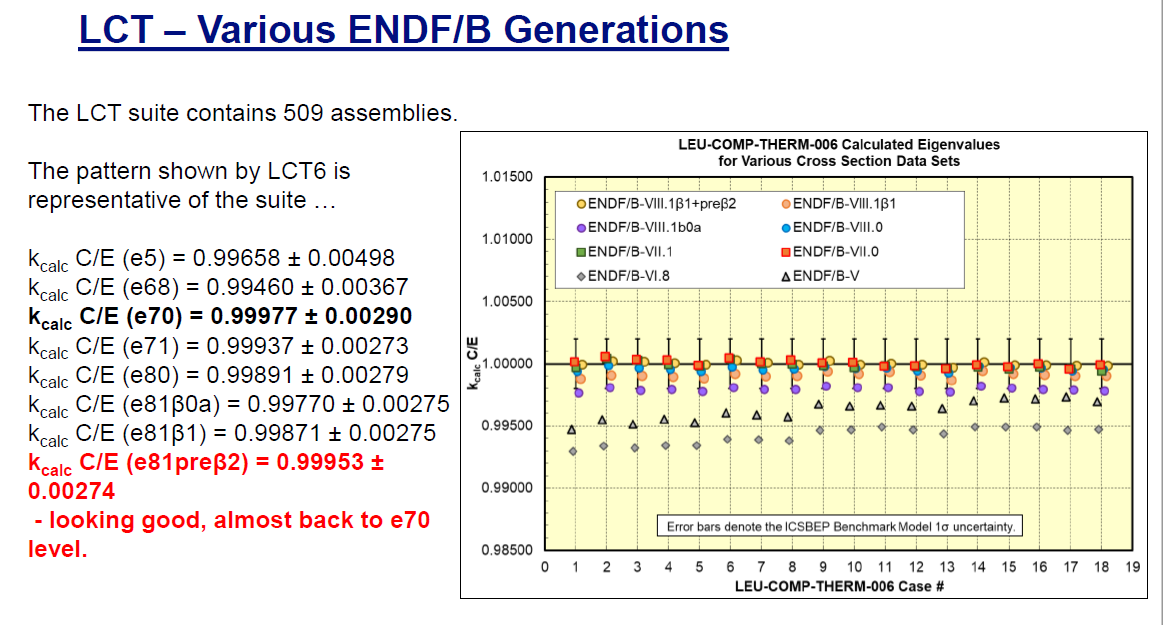 LCT – Various ENDF/B Generations
The LCT suite contains 509 assemblies.
The pattern shown by LCT6 is
representative of the suite …
kcalc C/E (e5) = 0.99658 ± 0.00498
kcalc C/E (e68) = 0.99460 ± 0.00367
kcalc C/E (e70) = 0.99977 ± 0.00290
kcalc C/E (e71) = 0.99937 ± 0.00273
kcalc C/E (e80) = 0.99891 ± 0.00279
kcalc C/E (e81β0a) = 0.99770 ± 0.00275
kcalc C/E (e81β1) = 0.99871 ± 0.00275
kcalc C/E (e81preβ2) = 0.99953 ±
0.00274
- looking good, almost back to e70
level.
LEU-COMP-THERM-006 Calculated Eigenvalues
for Various Cross Section Data Sets
ENDF/B-VIII.1β1+preβ2 ENDF/B-VIII.1β1
ENDF/B-VIII.1b0a ENDF/B-VIII.0
ENDF/B-VII.1 ENDF/B-VII.0
ENDF/B-VI.8 ENDF/B-V
kcalc C/E
1.01500
1.01000
1.00500
1.00000
0.99500
0.99000
0.98500
Error bars denote the ICSBEP Benchmark Model 1σ uncertainty.
0 1 2 3 4 5 6 7 8 9 10 11 12 13 14 15 16 17 18 19
LEU-COMP-THERM-006 Case #